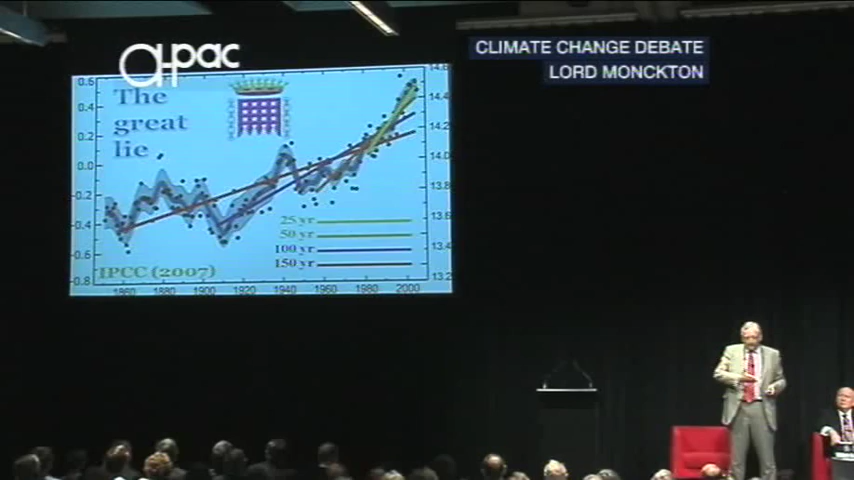 a-pac
CLIMATE CHANGE DEBATE
LORD MONCKTON
The
great
lie
0.6
0.4
0.2
0.0
0.2
0.4
0.6
0.8
14.6
14.4
14.2
14.0
13.8
13.6
13.4
13.2
25 yr
50 yr
100 yr
150 yr
IPCC (2007)
1860 1880 1900 1920 1940 1960 1980 2000